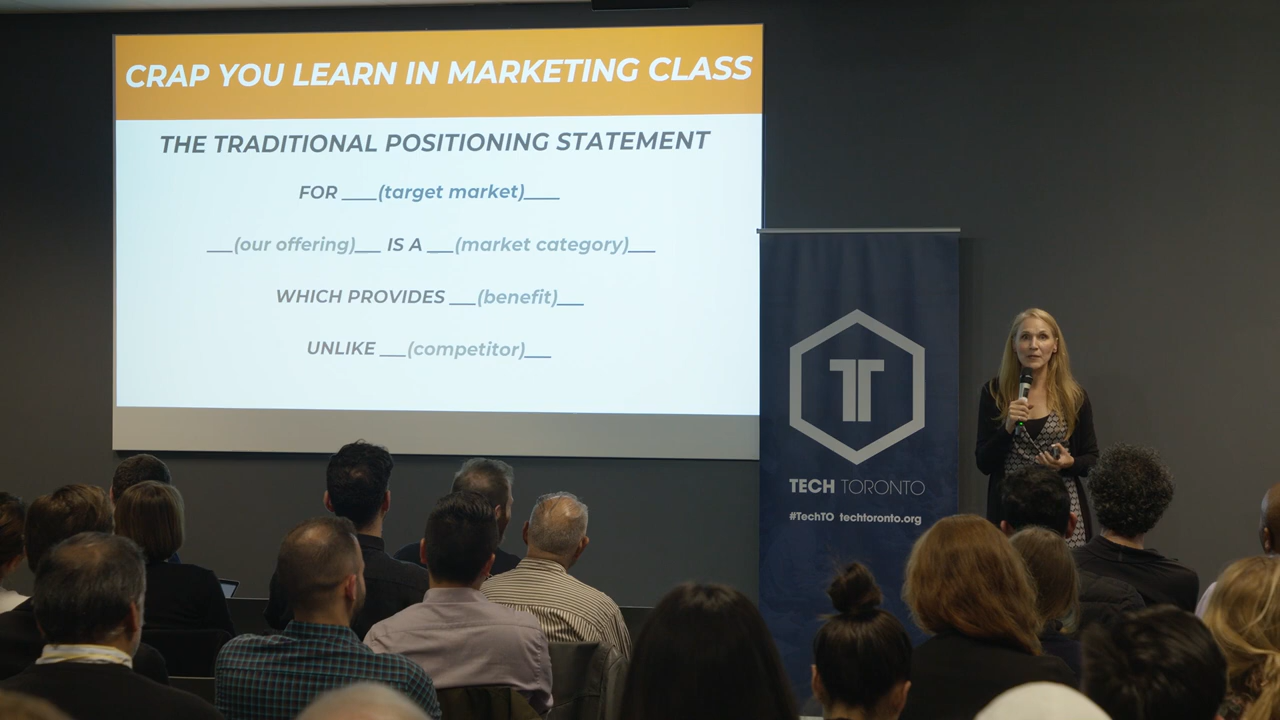 CRAP YOU LEARN IN MARKETING CLASS
THE TRADITIONAL POSITIONING STATEMENT
FOR ____(target market)____
___(our offering)___ IS A ___(market category)___
WHICH PROVIDES ___(benefit)___
UNLIKE ___(competitor)___
TT
TECH TORONTO
#TechTO techtoronto.org